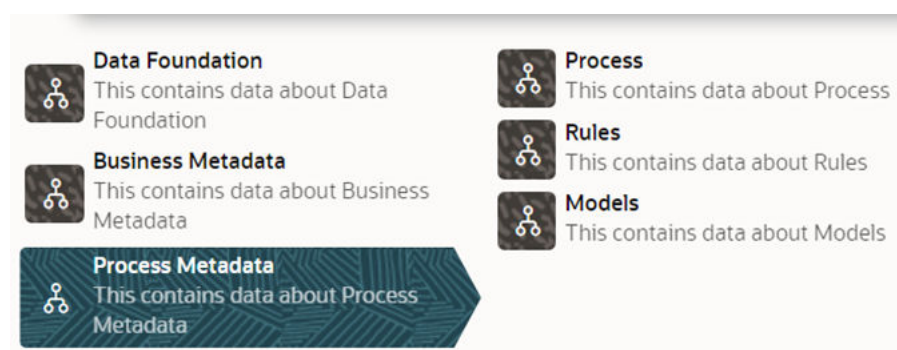 Data Foundation
This contains data about Data
Foundation
Business Metadata
This contains data about Business
Metadata
Process Metadata
This contains data about Process
Metadata
Process
This contains data about Process
Rules
This contains data about Rules
Models
This contains data about Models